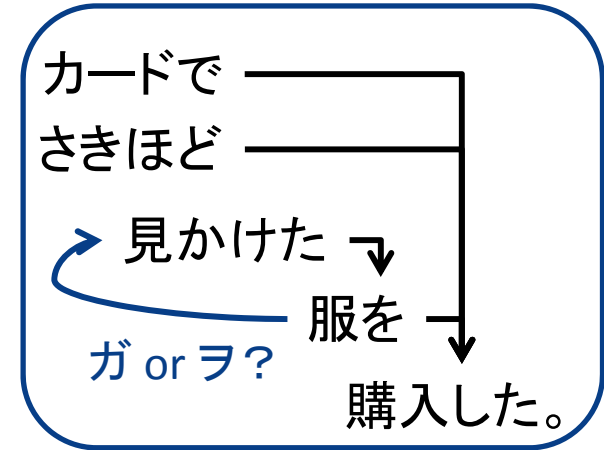 カードで
さきほど
見かけた
服を
ガ or ヲ？
購入した。